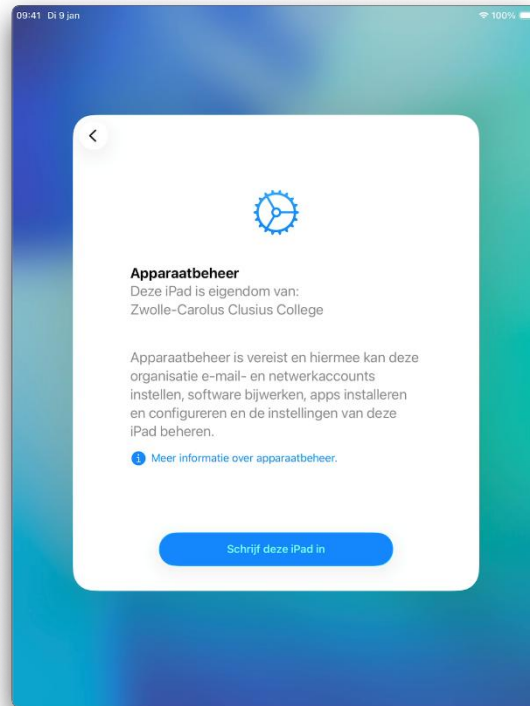 09:41 Di 9 jan 100%
Apparaatbeheer
Deze iPad is eigendom van:
Zwolle-Carolus Clusius College
Apparaatbeheer is vereist en hiermee kan deze
organisatie e-mail- en netwerkaccounts
instellen, software bijwerken, apps installeren
en configureren en de instellingen van deze
iPad beheren.
Meer informatie over apparaatbeheer.
Schrijf deze iPad in